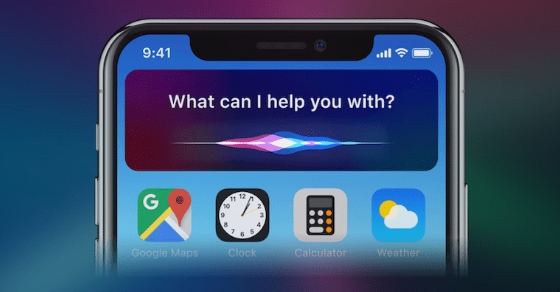 9:41
What can I help you with?
G
Google Maps Clock Calculator Weather